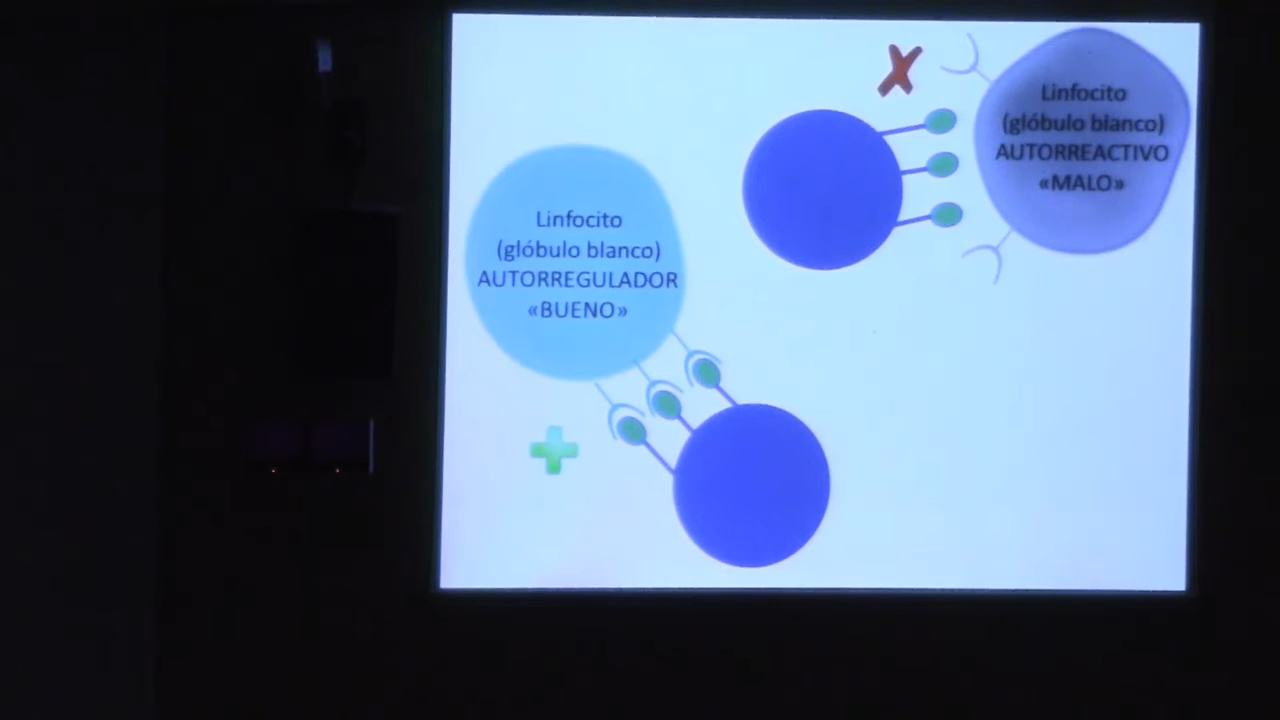 Linfocito
(glóbulo blanco)
AUTORREGULADOR
«BUENO»
Linfocito
(glóbulo blanco)
AUTORREACTIVO
«MALO»